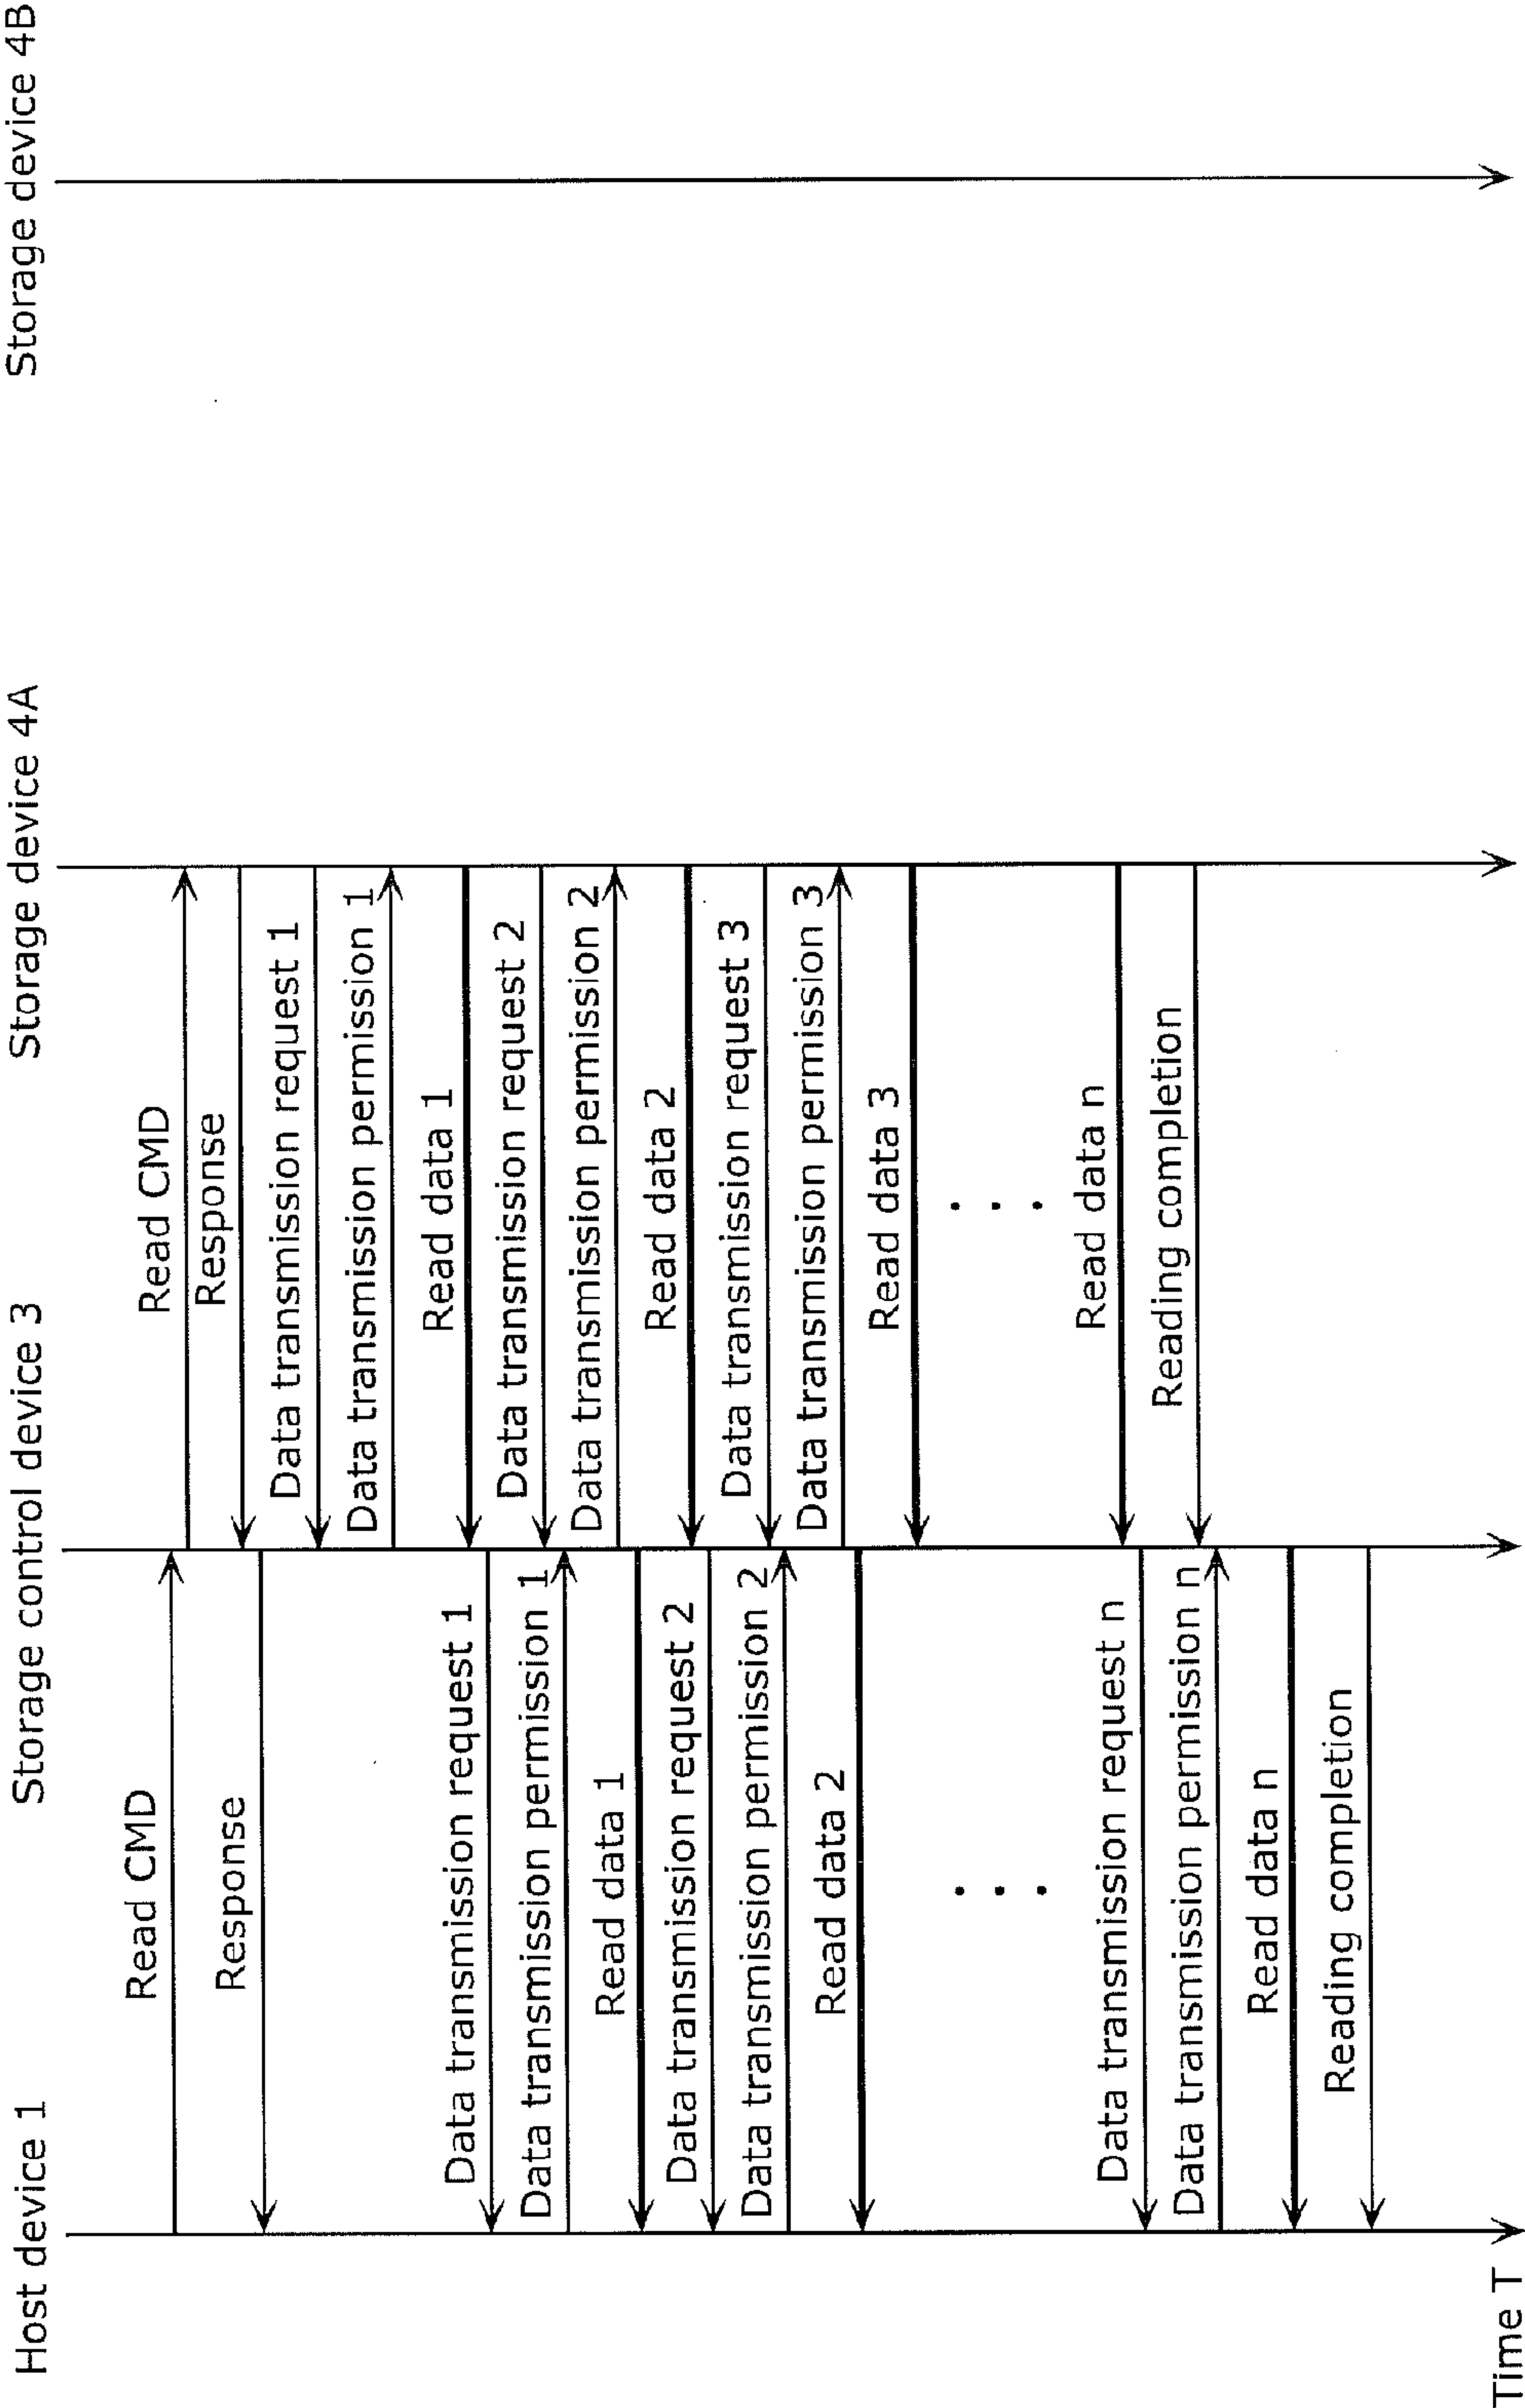 Host device 1
Storage control device 3
Storage device 4A
Storage device 4B
Read CMD
Read CMD
Response
Response
Data transmission request 1
Data transmission permission 1
Read data 1
Data transmission request 1
Data transmission request 2
Data transmission permission 1
Data transmission permission 2
Read data 1
Read data 2
Data transmission request 2
Data transmission request 3
Data transmission permission 2
Data transmission permission 3
Read data 2
Read data 3
. . .
. . .
Read data n
Data transmission request n
Reading completion
Data transmission permission n
Read data n
Reading completion
Time T